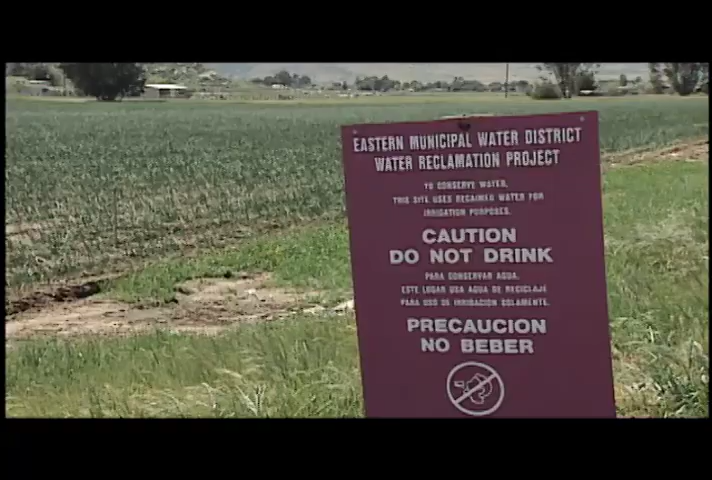 EASTERN MUNICIPAL WATER DISTRICT
WATER RECLAMATION PROJECT
TO CONSERVE WATER,
THIS SITE USES RECAIMED WATER FOR
IRRIGATION PURPOSES.
CAUTION
DO NOT DRINK
PARA CONSERVAR AGUA,
ESTE LUGAR USA AGUA DE RECICLAJE
PARA USO DE IRRIGACION SOLAMENTE.
PRECAUCION
NO BEBER